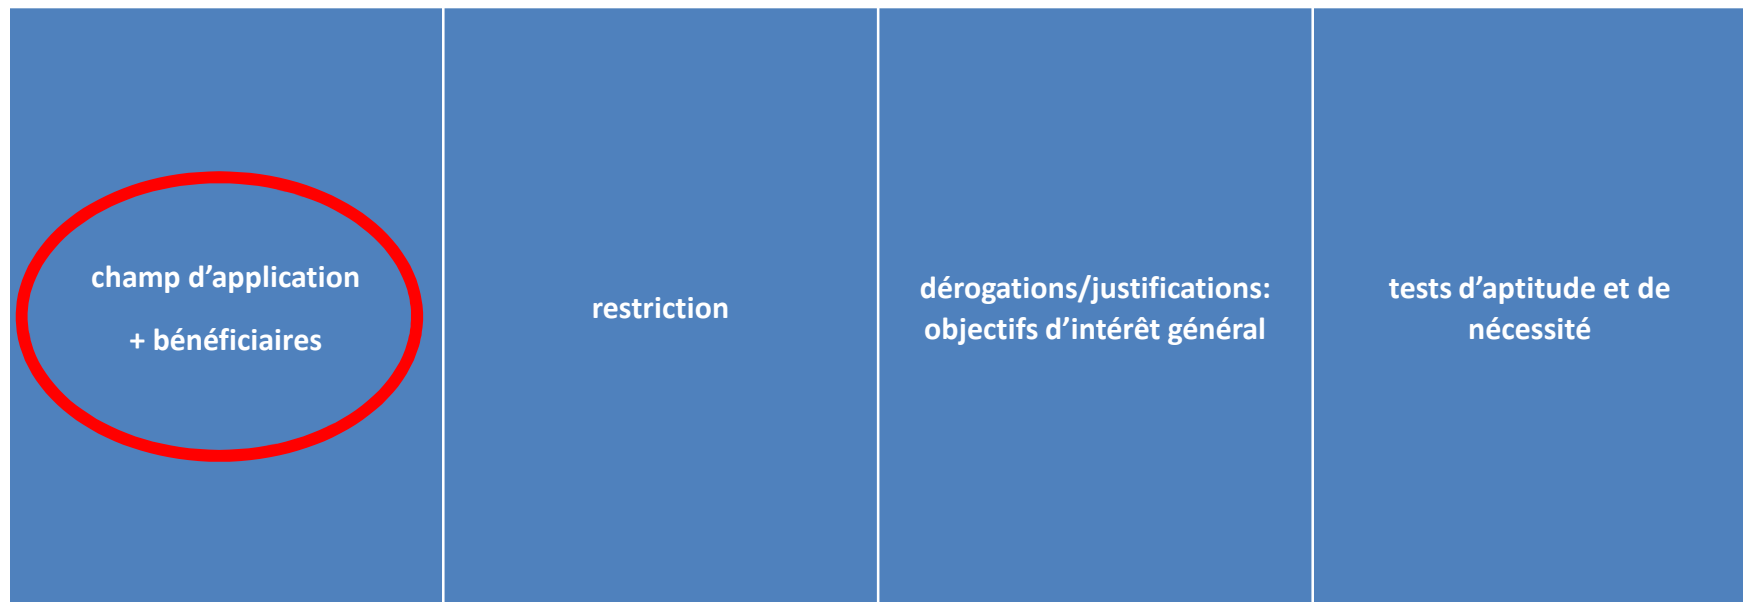 champ d’application
+ bénéficiaires
restriction
dérogations/justifications:
objectifs d’intérêt général
tests d’aptitude et de
nécessité